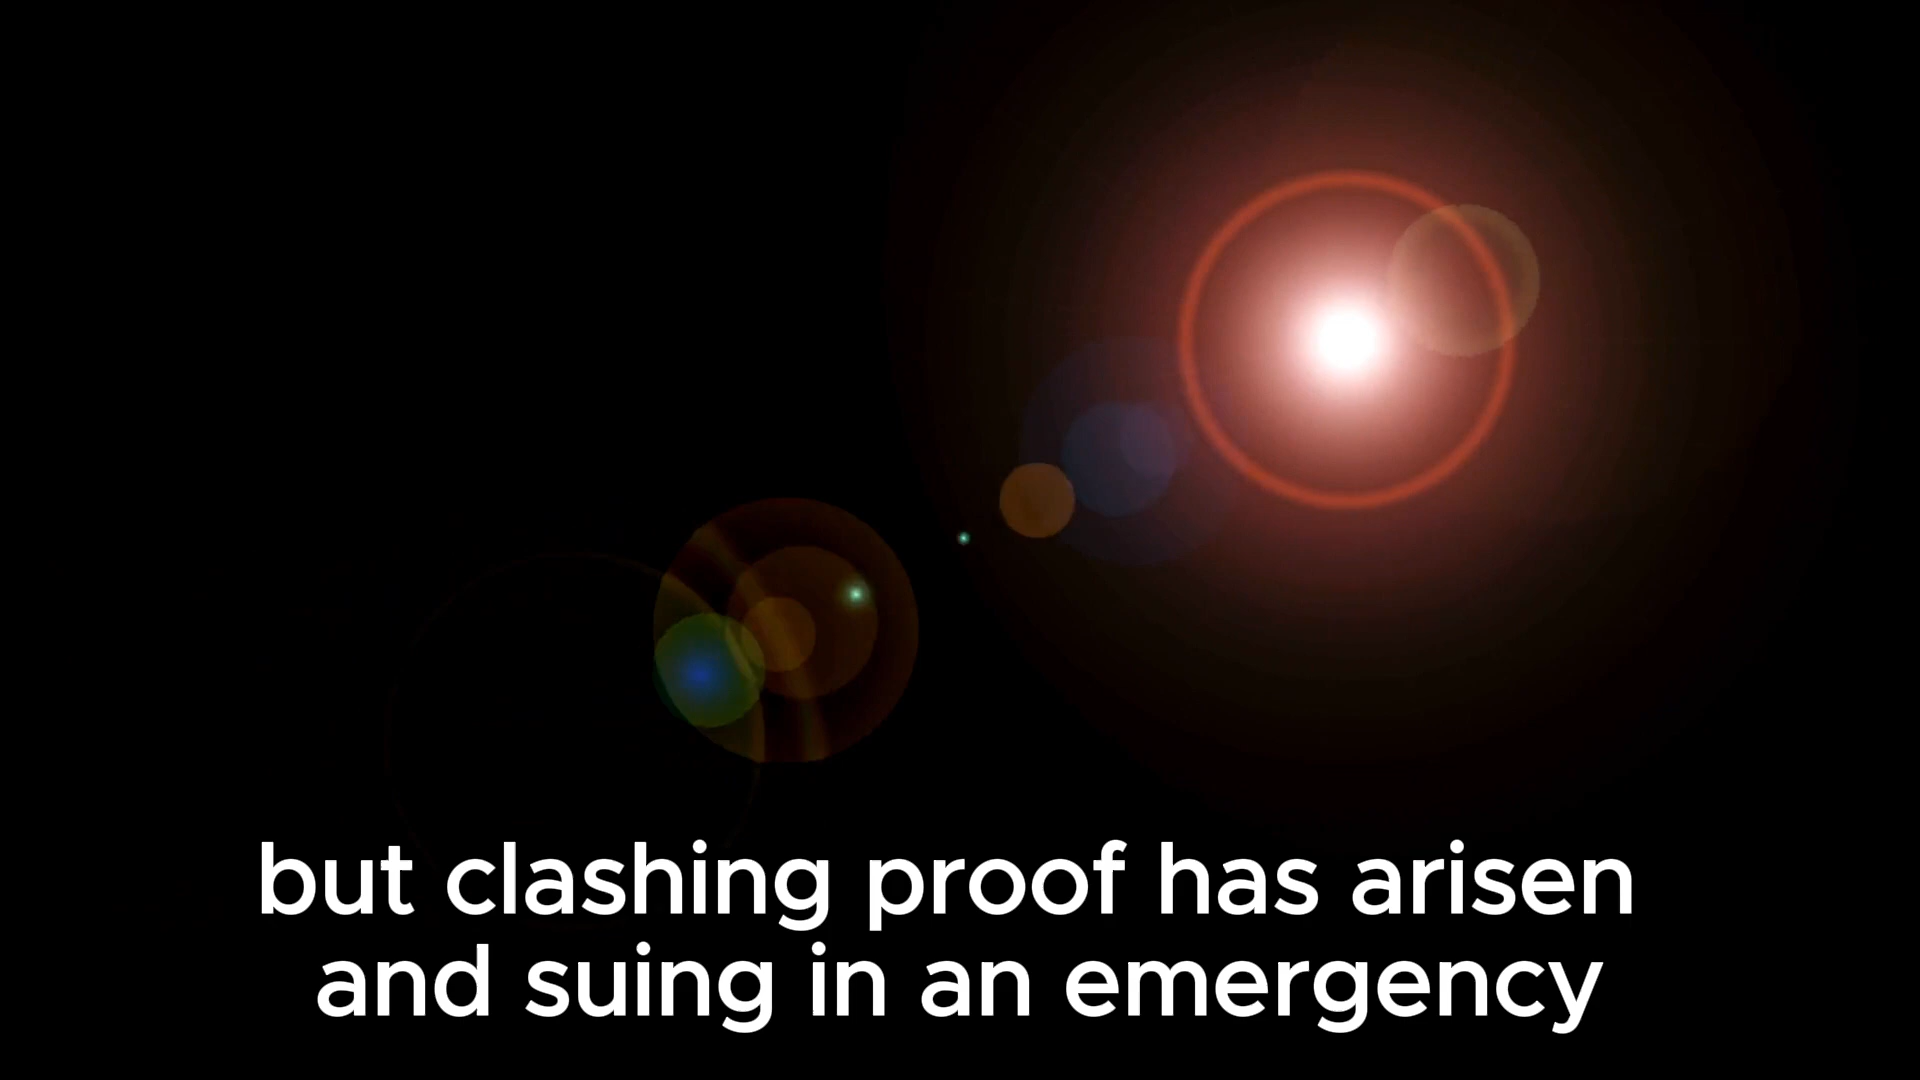 but clashing proof has arisen
and suing in an emergency